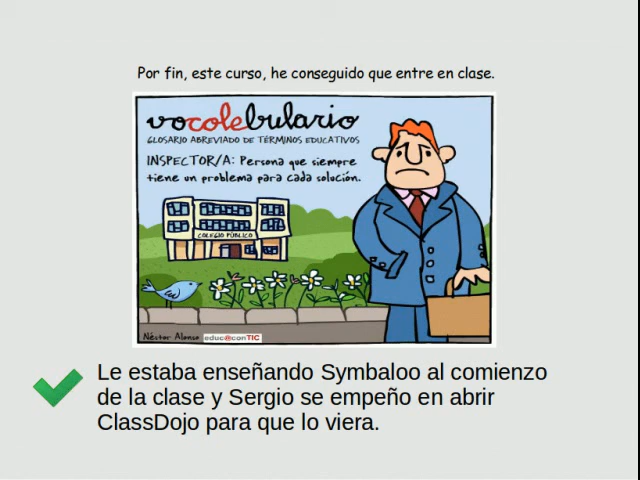 Por fin, este curso, he conseguido que entre en clase.
vocolebulario
GLOSARIO ABREVIADO DE TÉRMINOS EDUCATIVOS
INSPECTOR/A: Persona que siempre
tiene un problema para cada solución.
COLEGIO PÚBLICO
Néstor Alonso educ@conTIC
Le estaba enseñando Symbaloo al comienzo
de la clase y Sergio se empeño en abrir
ClassDojo para que lo viera.